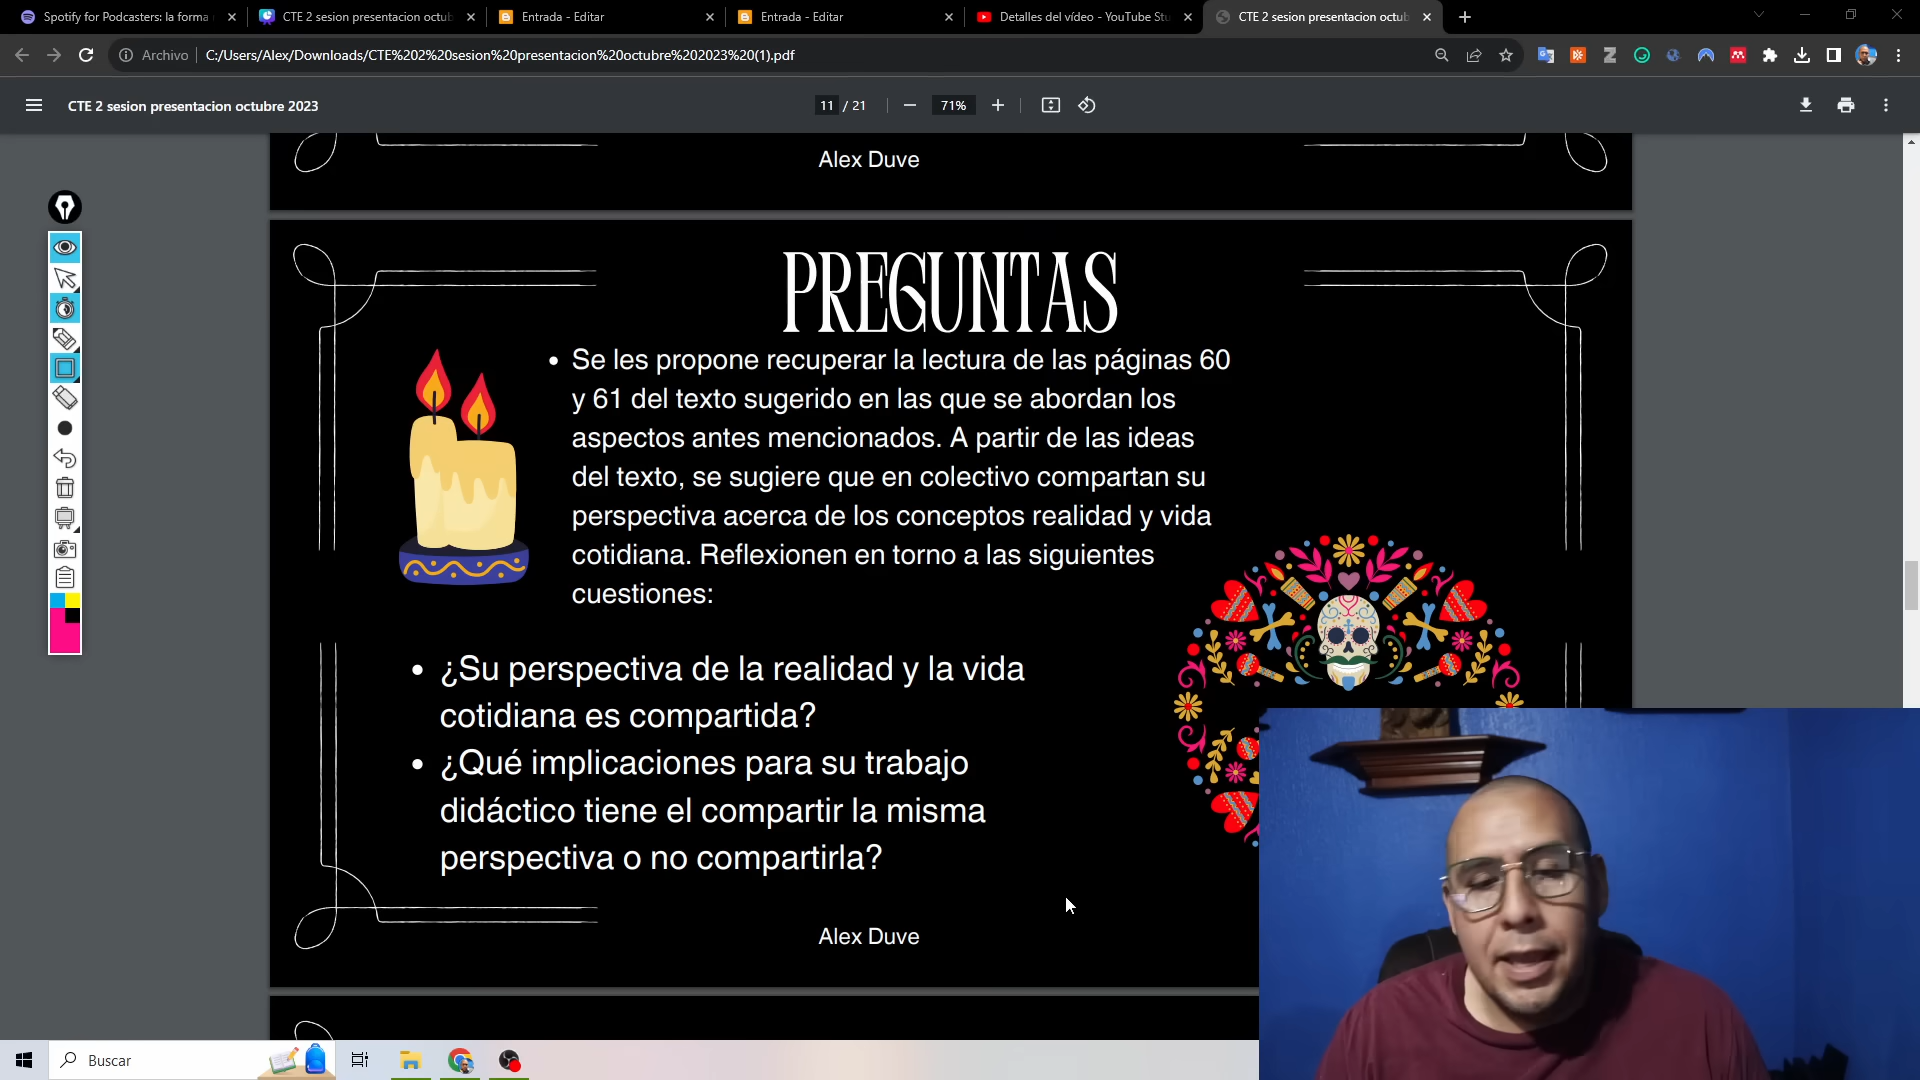 Spotify for Podcasters: la forma
CTE 2 sesion presentacion octub
Entrada - Editar
Entrada - Editar
Detalles del vídeo - YouTube Stu
CTE 2 sesion presentacion octub
Archivo
C:/Users/Alex/Downloads/CTE%202%20sesion%20presentacion%20octubre%202023%20(1).pdf
CTE 2 sesion presentacion octubre 2023
11 / 21
71%
Alex Duve
PREGUNTAS
• Se les propone recuperar la lectura de las páginas 60
y 61 del texto sugerido en las que se abordan los
aspectos antes mencionados. A partir de las ideas
del texto, se sugiere que en colectivo compartan su
perspectiva acerca de los conceptos realidad y vida
cotidiana. Reflexionen en torno a las siguientes
cuestiones:
• ¿Su perspectiva de la realidad y la vida
cotidiana es compartida?
• ¿Qué implicaciones para su trabajo
didáctico tiene el compartir la misma
perspectiva o no compartirla?
Alex Duve
Buscar